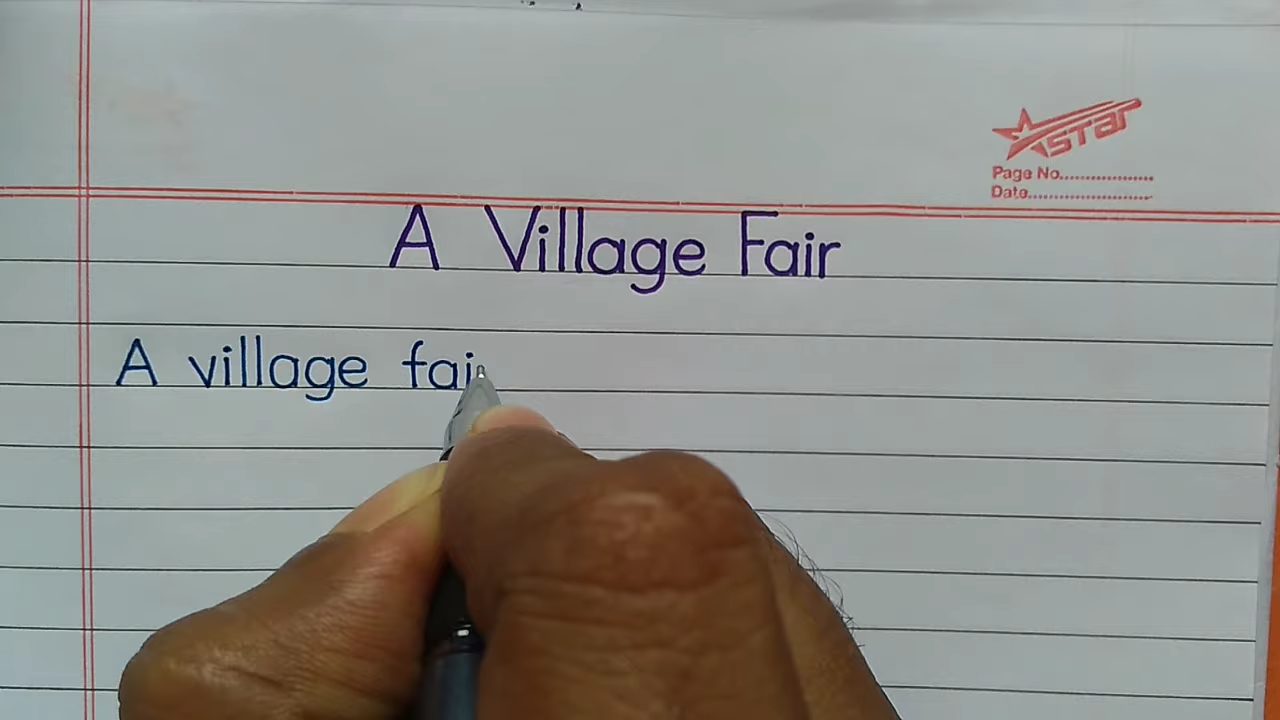 Star
Page No.
Date
A Village Fair
A village fai